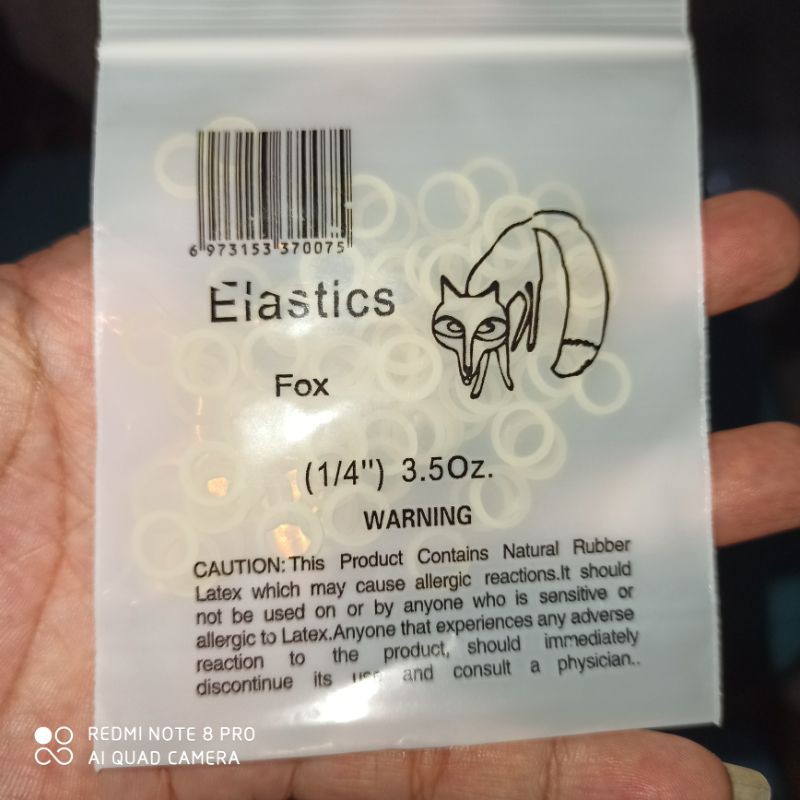 6 973153 370075
Elastics
Fox
(1/4") 3.5Oz.
WARNING
CAUTION: This Product Contains Natural Rubber
Latex which may cause allergic reactions.It should
not be used on or by anyone who is sensitive or
allergic to Latex.Anyone that experiences any adverse
reaction to the product, should immediately
discontinue its use and consult a physician..
REDMI NOTE 8 PRO
AI QUAD CAMERA